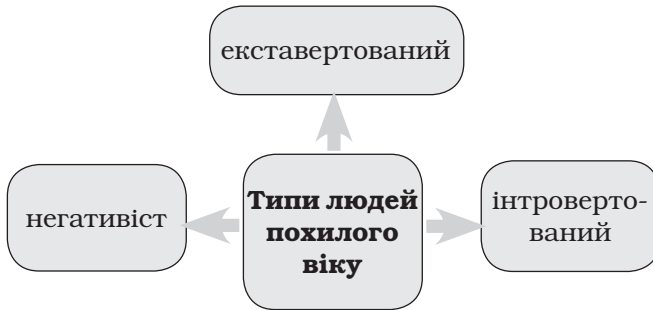 екставертований
негативіст
Типи людей
похилого
віку
інтроверто-
ваний